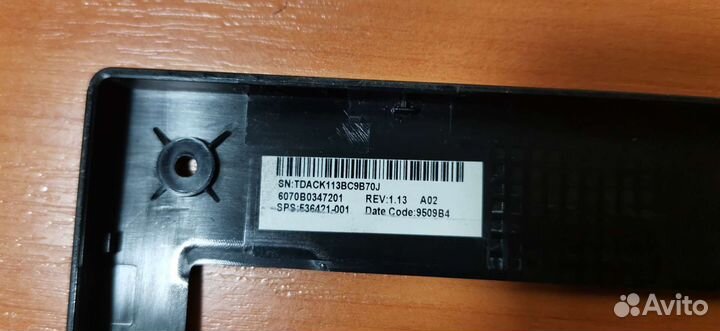 SN:TDACK113BC9B70J
6070B0347201 REV:1.13 A02
SPS:536421-001 Date Code:9509B4
Avito